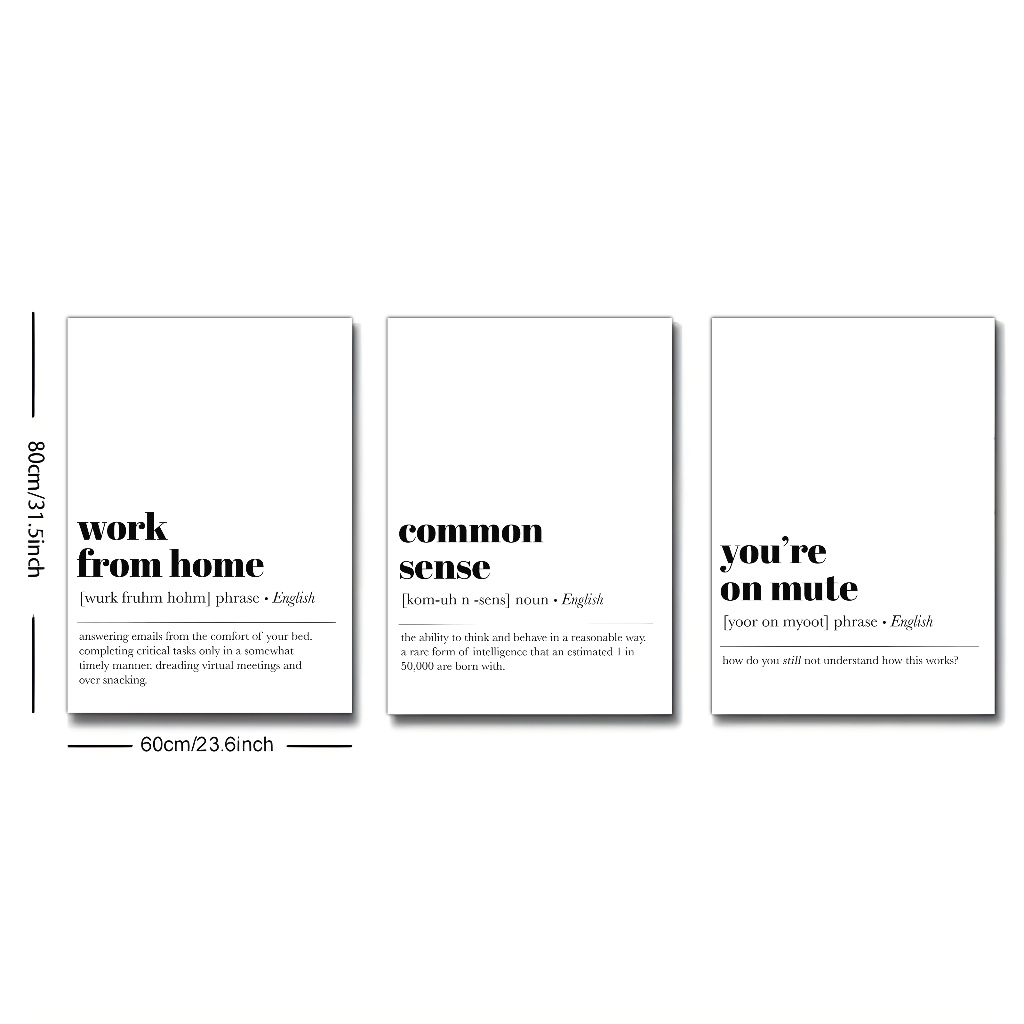 80cm/31.5inch
work
from home
[wurk fruhm hohm] phrase • English
answering emails from the comfort of your bed.
completing critical tasks only in a somewhat
timely manner. dreading virtual meetings and
over snacking.
60cm/23.6inch
common
sense
[kom-uh n -sens] noun • English
the ability to think and behave in a reasonable way.
a rare form of intelligence that an estimated 1 in
50,000 are born with.
you're
on mute
[yoor on myoot] phrase • English
how do you still not understand how this works?